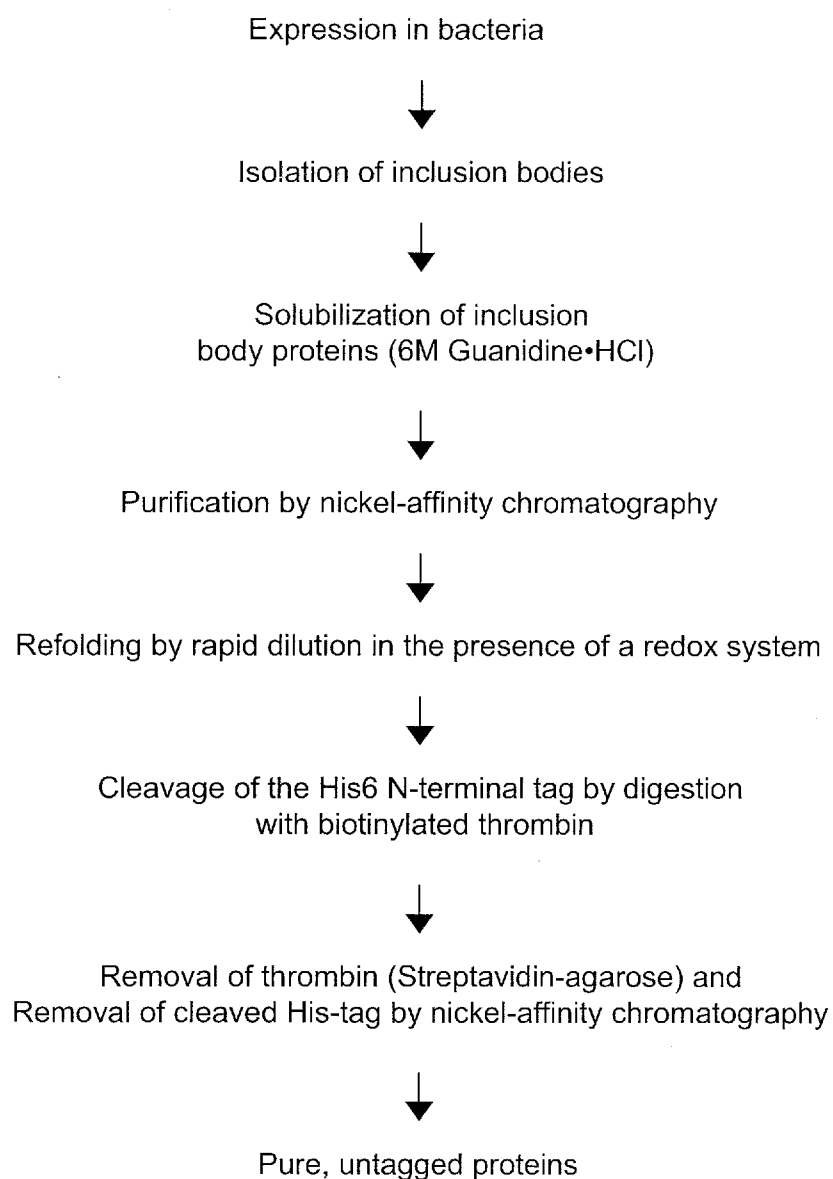 Expression in bacteria
Isolation of inclusion bodies
Solubilization of inclusion
body proteins (6M Guanidine•HCl)
Purification by nickel-affinity chromatography
Refolding by rapid dilution in the presence of a redox system
Cleavage of the His6 N-terminal tag by digestion
with biotinylated thrombin
Removal of thrombin (Streptavidin-agarose) and
Removal of cleaved His-tag by nickel-affinity chromatography
Pure, untagged proteins